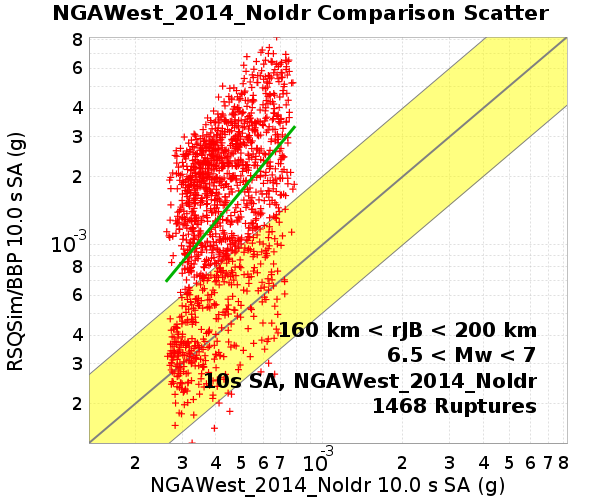 NGAWest_2014_NoIdr Comparison Scatter
8
6
4
3
2
10-3
8
6
4
3
2
RSQSim/BBP 10.0 s SA (g)
160 km < rJB < 200 km
6.5 < Mw < 7
10s SA, NGAWest_2014_NoIdr
1468 Ruptures
2 3 4 5 6 7 10-3 2 3 4 5 6 7 8
NGAWest_2014_NoIdr 10.0 s SA (g)